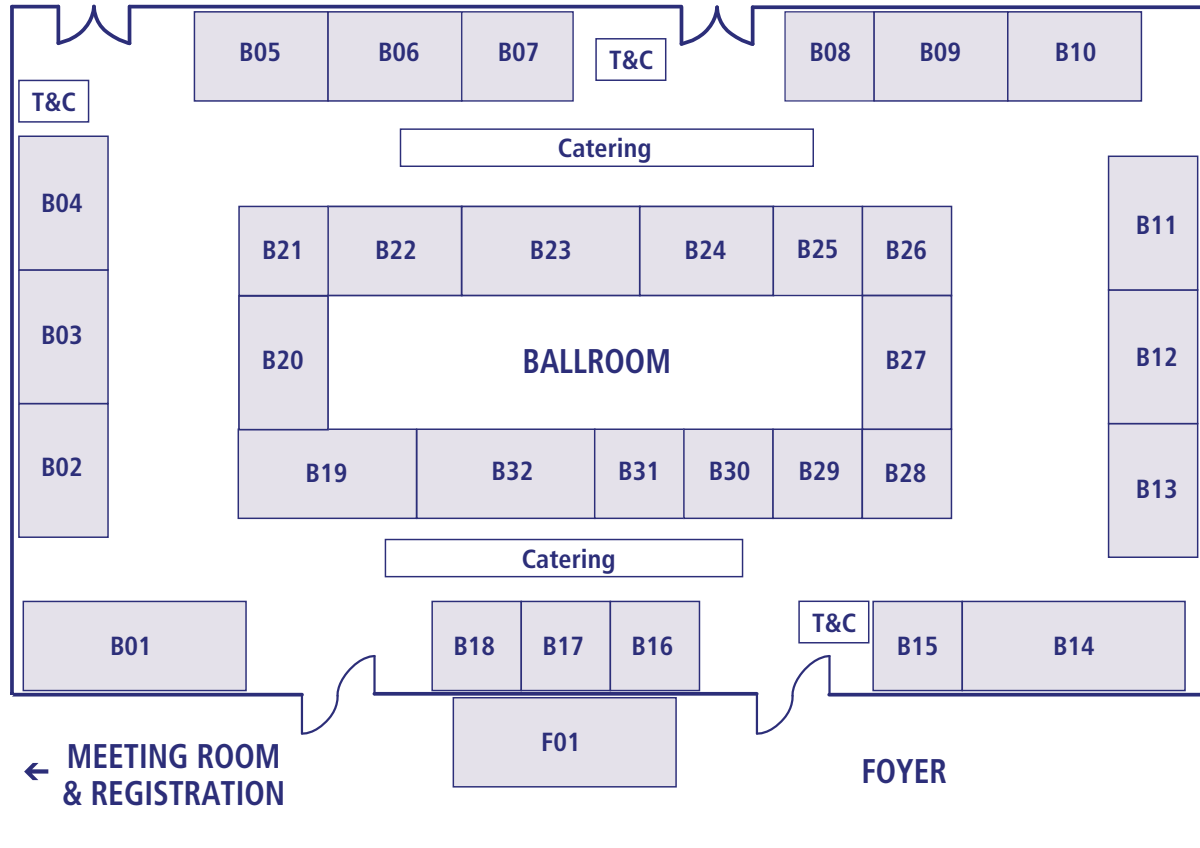 B05 B06 B07 T&C B08 B09 B10
T&C
Catering
B04
B11
B21 B22 B23 B24 B25 B26
B03
B20 BALLROOM B27
B12
B02
B19 B32 B31 B30 B29 B28
B13
Catering
T&C
B01 B18 B17 B16 B15 B14
F01
← MEETING ROOM
& REGISTRATION
FOYER